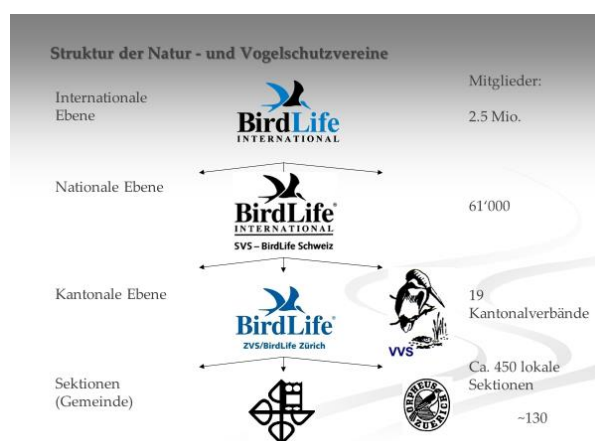 Struktur der Natur - und Vogelschutzvereine
Mitglieder:
Internationale
Ebene
BirdLife
INTERNATIONAL
2.5 Mio.
Nationale Ebene
BirdLife®
INTERNATIONAL
SVS – BirdLife Schweiz
61‘000
Kantonale Ebene
BirdLife®
ZVS/BirdLife Zürich
VVS
19
Kantonalverbände
Sektionen
(Gemeinde)
ORPHEUS
ZUERICH
Ca. 450 lokale
Sektionen
~130